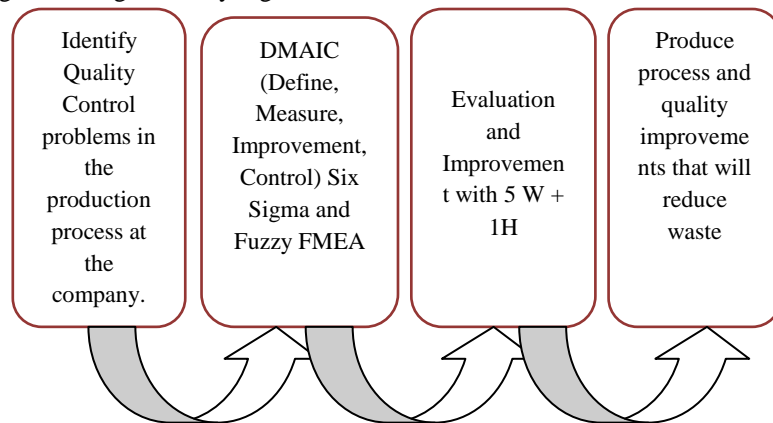 Identify
Quality
Control
problems in
the
production
process at
the
company.
DMAIC
(Define,
Measure,
Improvement,
Control) Six
Sigma and
Fuzzy FMEA
Evaluation
and
Improvemen
t with 5 W +
1H
Produce
process and
quality
improveme
nts that will
reduce
waste